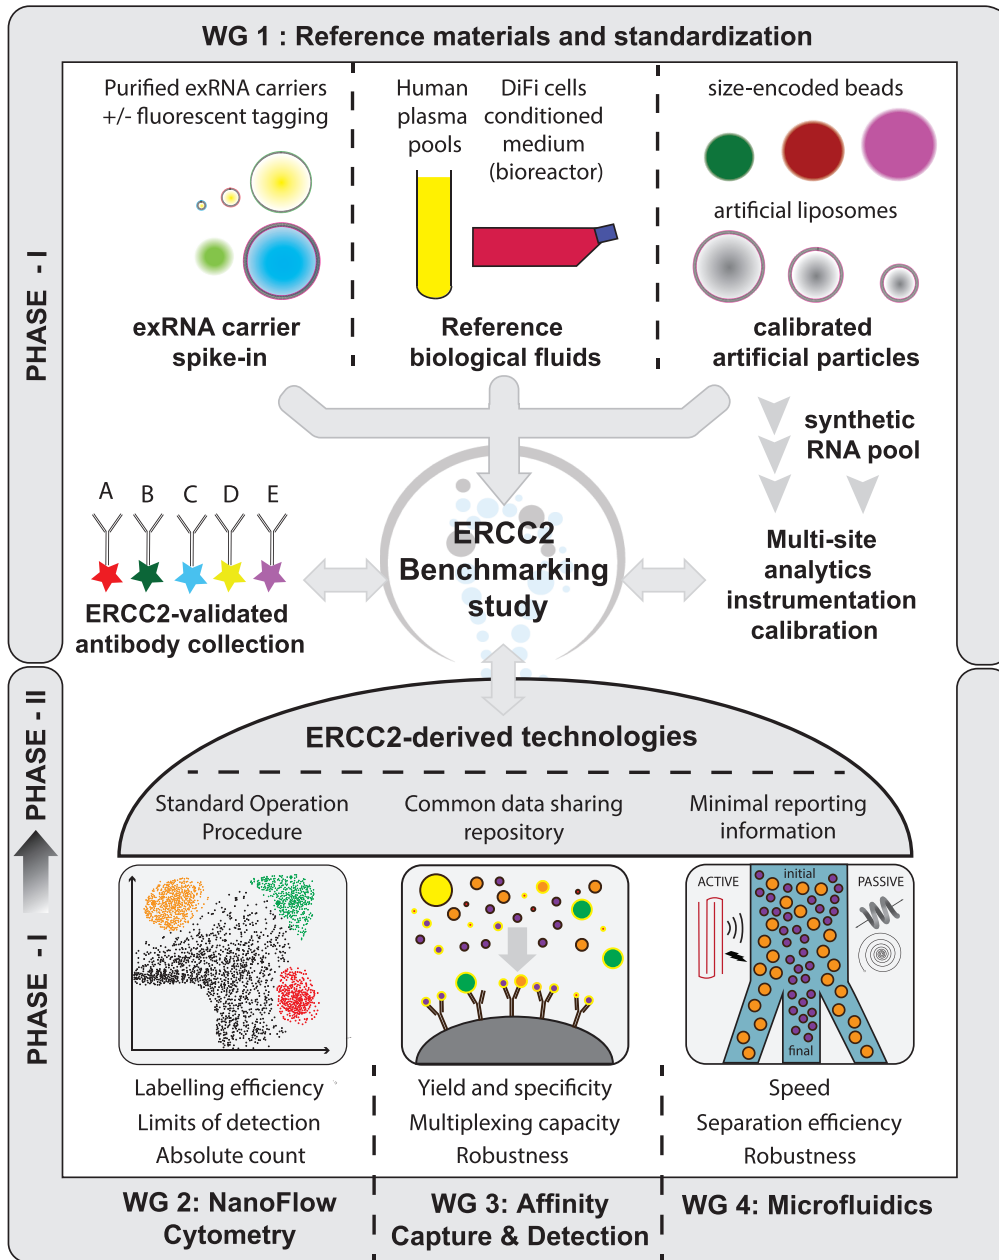 WG 1 : Reference materials and standardization
PHASE - I
Purified exRNA carriers
+/- fluorescent tagging
exRNA carrier
spike-in
Human
plasma
pools
DiFi cells
conditioned
medium
(bioreactor)
Reference
biological fluids
size-encoded beads
artificial liposomes
calibrated
artificial particles
synthetic
RNA pool
A B C D E
ERCC2-validated
antibody collection
ERCC2
Benchmarking
study
Multi-site
analytics
instrumentation
calibration
PHASE - I PHASE - II
ERCC2-derived technologies
Standard Operation
Procedure
Common data sharing
repository
Minimal reporting
information
ACTIVE
initial
PASSIVE
final
Labelling efficiency
Limits of detection
Absolute count
Yield and specificity
Multiplexing capacity
Robustness
Speed
Separation efficiency
Robustness
WG 2: NanoFlow
Cytometry
WG 3: Affinity
Capture & Detection
WG 4: Microfluidics